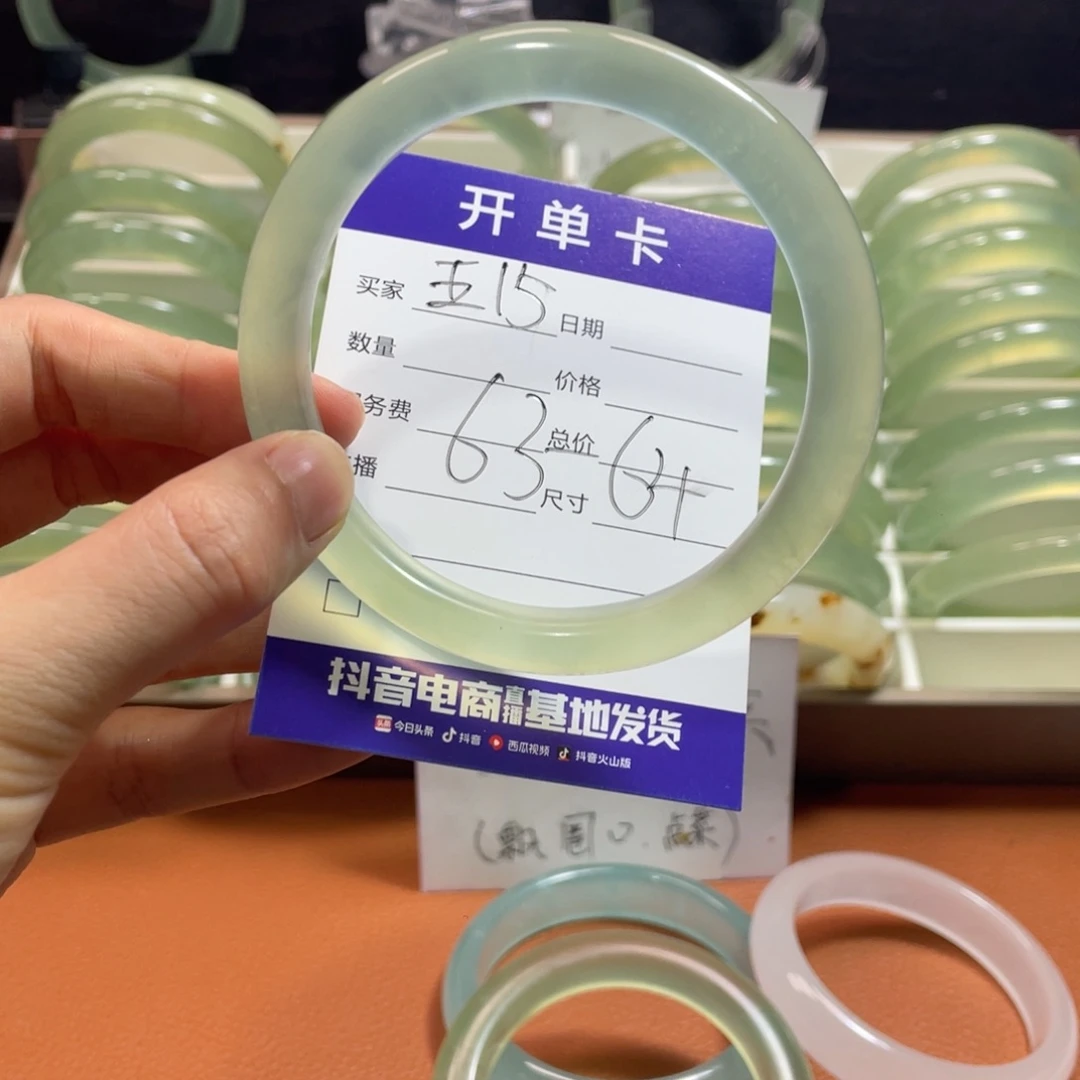 开单卡
买家 王15 日期
数量 价格
务费 63 总价 64
播 尺寸
抖音电商直播基地发货
今日头条 抖音 西瓜视频 抖音火山版